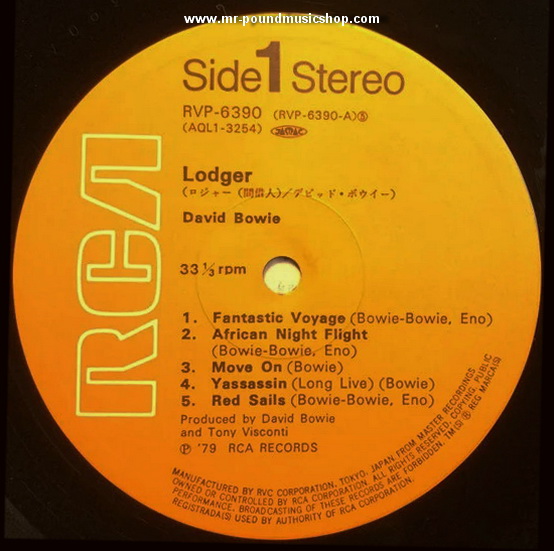 www.mr-poundmusicshop.com
Side 1 Stereo
RVP-6390 (RVP-6390-A)Ⓢ
(AQL1-3254)
Lodger
(ロジャー (間借人)/デビッド・ボウイー)
David Bowie
33 1/3 rpm
1. Fantastic Voyage (Bowie-Bowie, Eno)
2. African Night Flight
(Bowie-Bowie, Eno)
3. Move On (Bowie)
4. Yassassin (Long Live) (Bowie)
5. Red Sails (Bowie-Bowie, Eno)
Produced by David Bowie
and Tony Visconti
℗ '79 RCA RECORDS
RCA
MANUFACTURED BY RVC CORPORATION, TOKYO, JAPAN, FROM MASTER RECORDINGS
OWNED OR CONTROLLED BY RCA CORPORATION. ALL RIGHTS RESERVED, COPYING, PUBLIC
PERFORMANCE, BROADCASTING OF THESE RECORDS ARE FORBIDDEN. TM(S) ® REG MARCA(S)
REGISTRADA(S) USED BY AUTHORITY OF RCA CORPORATION.